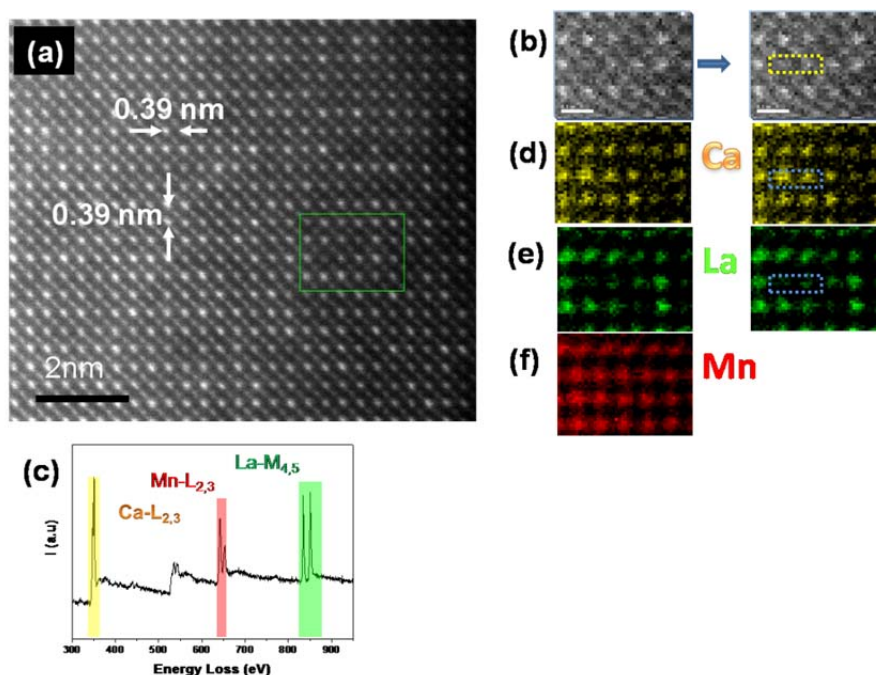 (a)
0.39 nm
0.39 nm
2nm
(b)
(d)
Ca
(e)
La
(f)
Mn
(c)
La-M4,5
Mn-L2,3
Ca-L2,3
I (a.u)
300 400 500 600 700 800 900
Energy Loss (eV)